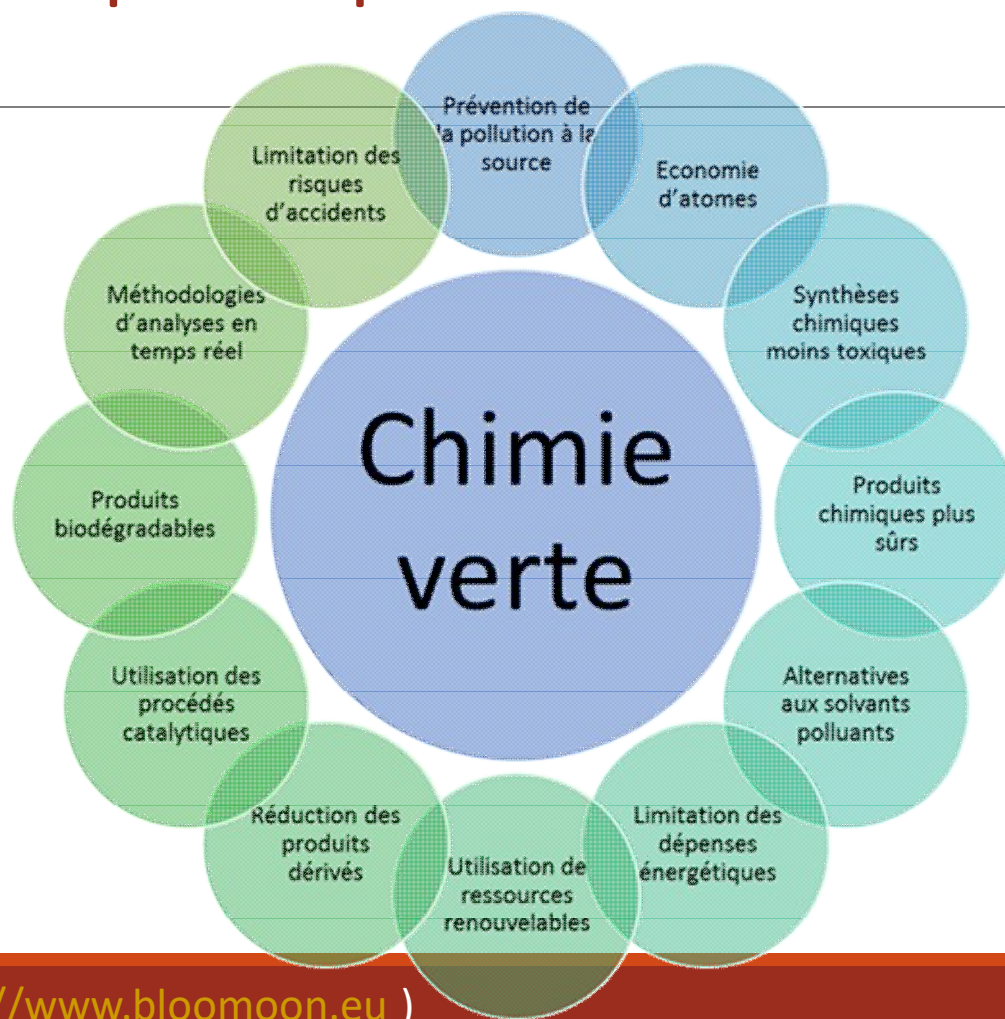 Prévention de
la pollution à la
source
Economie
d'atomes
Synthèses
chimiques
moins toxiques
Produits
chimiques plus
sûrs
Alternatives
aux solvants
polluants
Limitation des
dépenses
énergétiques
Utilisation de
ressources
renouvelables
Réduction des
produits
dérivés
Utilisation des
procédés
catalytiques
Produits
biodégradables
Méthodologies
d'analyses en
temps réel
Limitation des
risques
d'accidents
Chimie
verte
//www.bloomoon.eu )